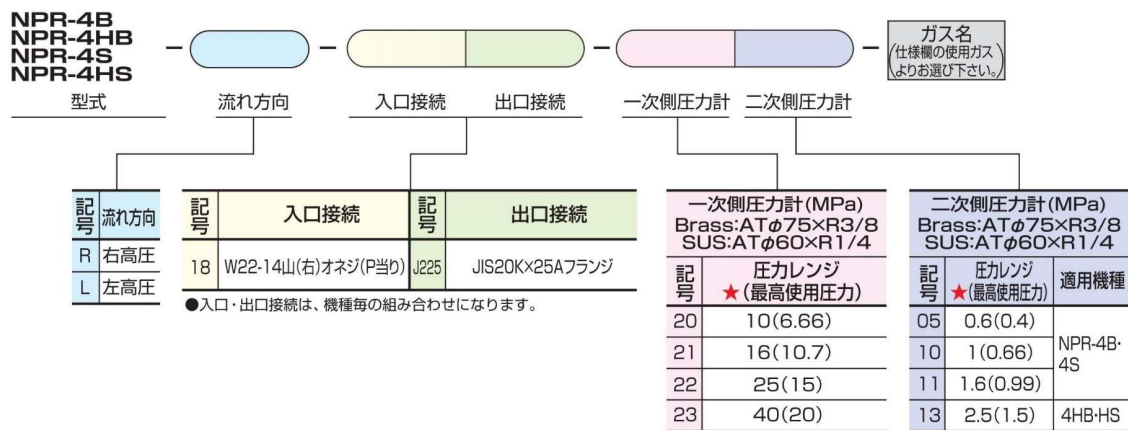 NPR-4B
NPR-4HB
NPR-4S
NPR-4HS
ガス名
(仕様欄の使用ガス
よりお選び下さい。)
型式
流れ方向
入口接続
出口接続
一次側圧力計
二次側圧力計
記号 流れ方向
R 右高圧
L 左高圧
記号 入口接続 記号 出口接続
18 W22-14山(右)オネジ(P当り) J225 JIS20K×25Aフランジ
●入口・出口接続は、機種毎の組み合わせになります。
一次側圧力計(MPa)
Brass:ATφ75×R3/8
SUS:ATφ60×R1/4
記号 圧力レンジ
★(最高使用圧力)
20 10(6.66)
21 16(10.7)
22 25(15)
23 40(20)
二次側圧力計(MPa)
Brass:ATφ75×R3/8
SUS:ATφ60×R1/4
記号 圧力レンジ
★(最高使用圧力) 適用機種
05 0.6(0.4)
10 1(0.66)
11 1.6(0.99)
NPR-4B・
4S
13 2.5(1.5) 4HB・HS